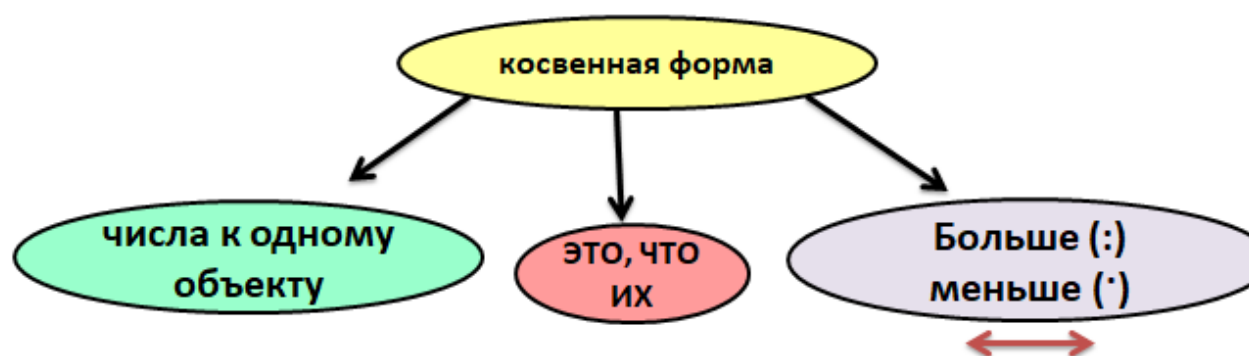 косвенная форма
числа к одному
объекту
ЭТО, ЧТО
ИХ
Больше (:)
меньше (·)